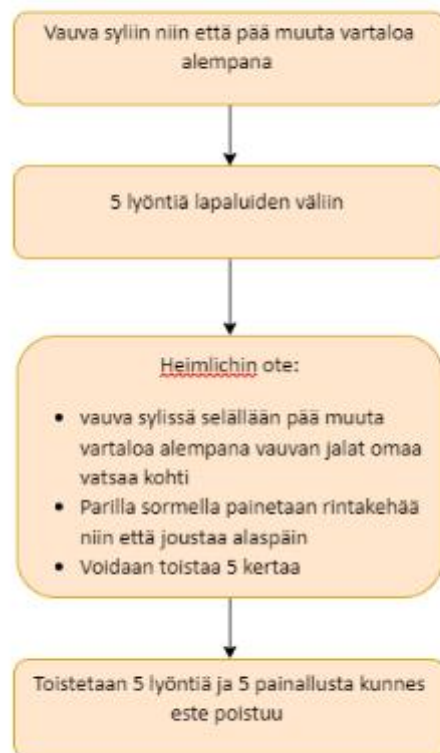 Vauva syliin niin että pää muuta vartaloa
alempana
5 lyöntiä lapaluiden väliin
Heimlichin ote:
• vauva sylissä selällään pää muuta
vartaloa alempana vauvan jalat omaa
vatsaa kohti
• Parilla sormella painetaan rintakehää
niin että joustaa alaspäin
• Voidaan toistaa 5 kertaa
Toistetaan 5 lyöntiä ja 5 painallusta kunnes
este poistuu